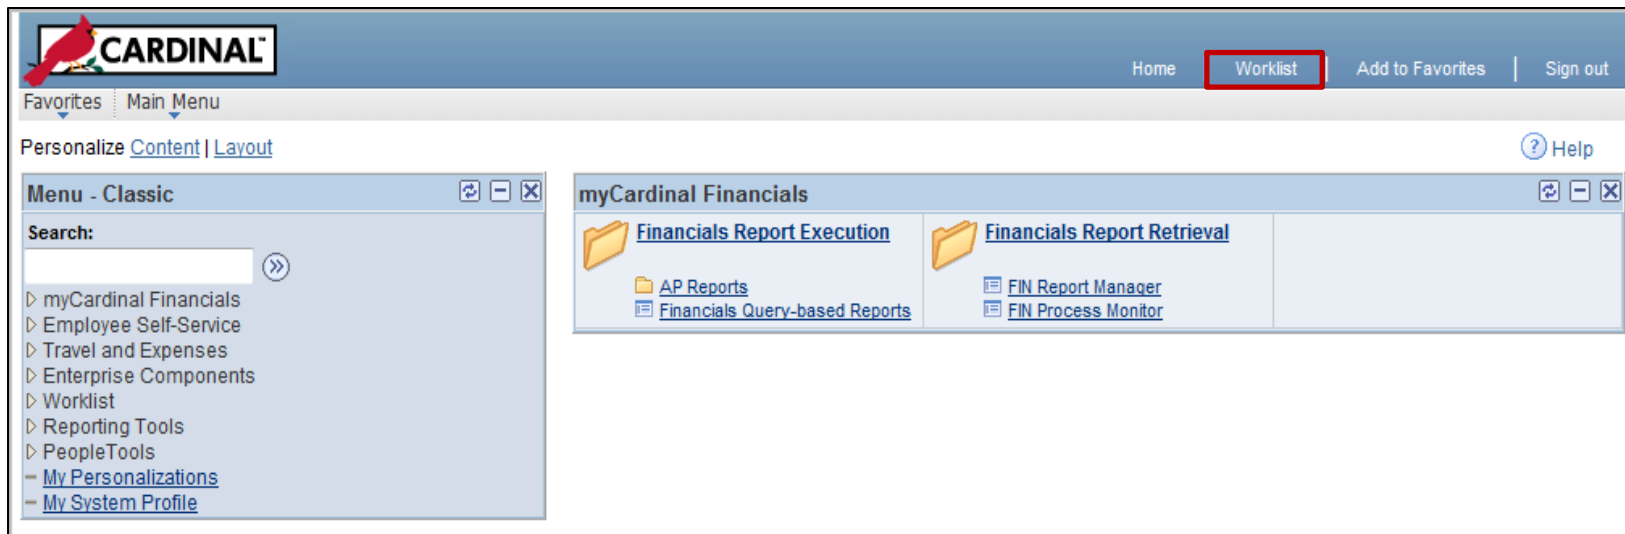 CARDINAL™
Home Worklist | Add to Favorites | Sign out
Favorites Main Menu
Personalize Content | Layout
? Help
Menu - Classic
Search:
myCardinal Financials
Employee Self-Service
Travel and Expenses
Enterprise Components
Worklist
Reporting Tools
PeopleTools
My Personalizations
My System Profile
myCardinal Financials
Financials Report Execution
AP Reports
Financials Query-based Reports
Financials Report Retrieval
FIN Report Manager
FIN Process Monitor